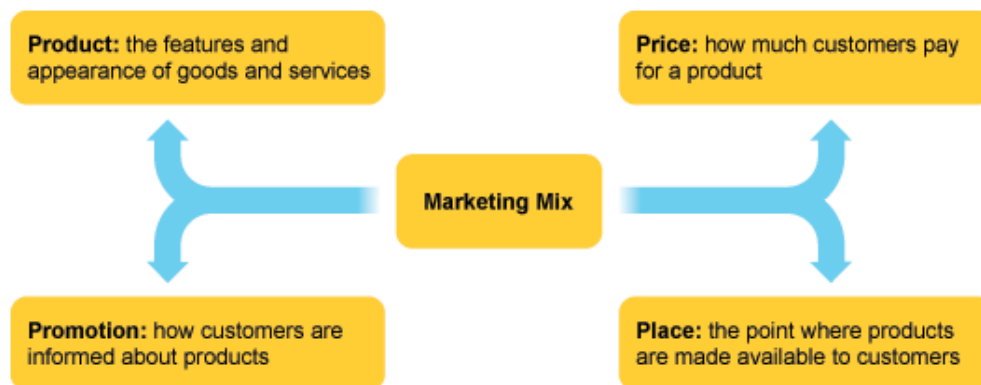 Product: the features and
appearance of goods and services
Price: how much customers pay
for a product
Marketing Mix
Promotion: how customers are
informed about products
Place: the point where products
are made available to customers